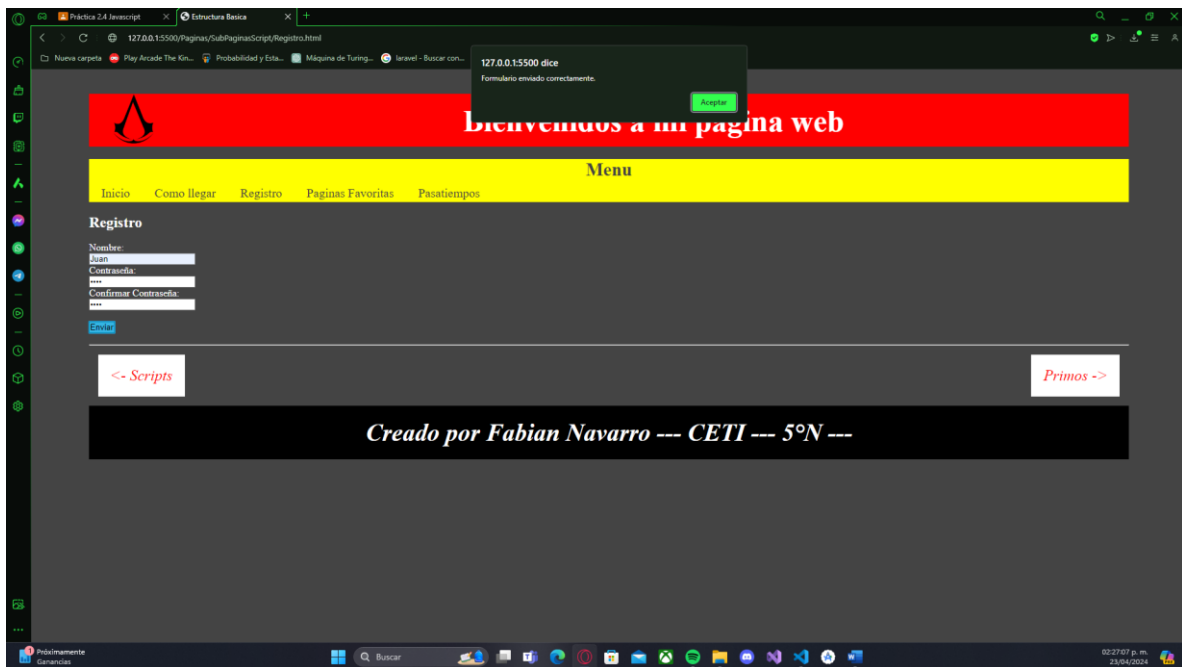 Práctica 2.4 Javascript
Estructura Basica
127.0.0.1:5500/Paginas/SubPaginasScript/Registro.html
Nueva carpeta Play Arcade The Kin... Probabilidad y Esta... Máquina de Turing... laravel - Buscar con...
127.0.0.1:5500 dice
Formulario enviado correctamente.
Aceptar
Bienvenidos a mi pagina web
Menu
Inicio Como llegar Registro Paginas Favoritas Pasatiempos
Registro
Nombre:
Juan
Contraseña:
••••
Confirmar Contraseña:
••••
Enviar
<- Scripts
Primos ->
Creado por Fabian Navarro --- CETI --- 5°N ---
1
Próximamente
Ganancias
Buscar
02:27:07 p. m.
23/04/2024